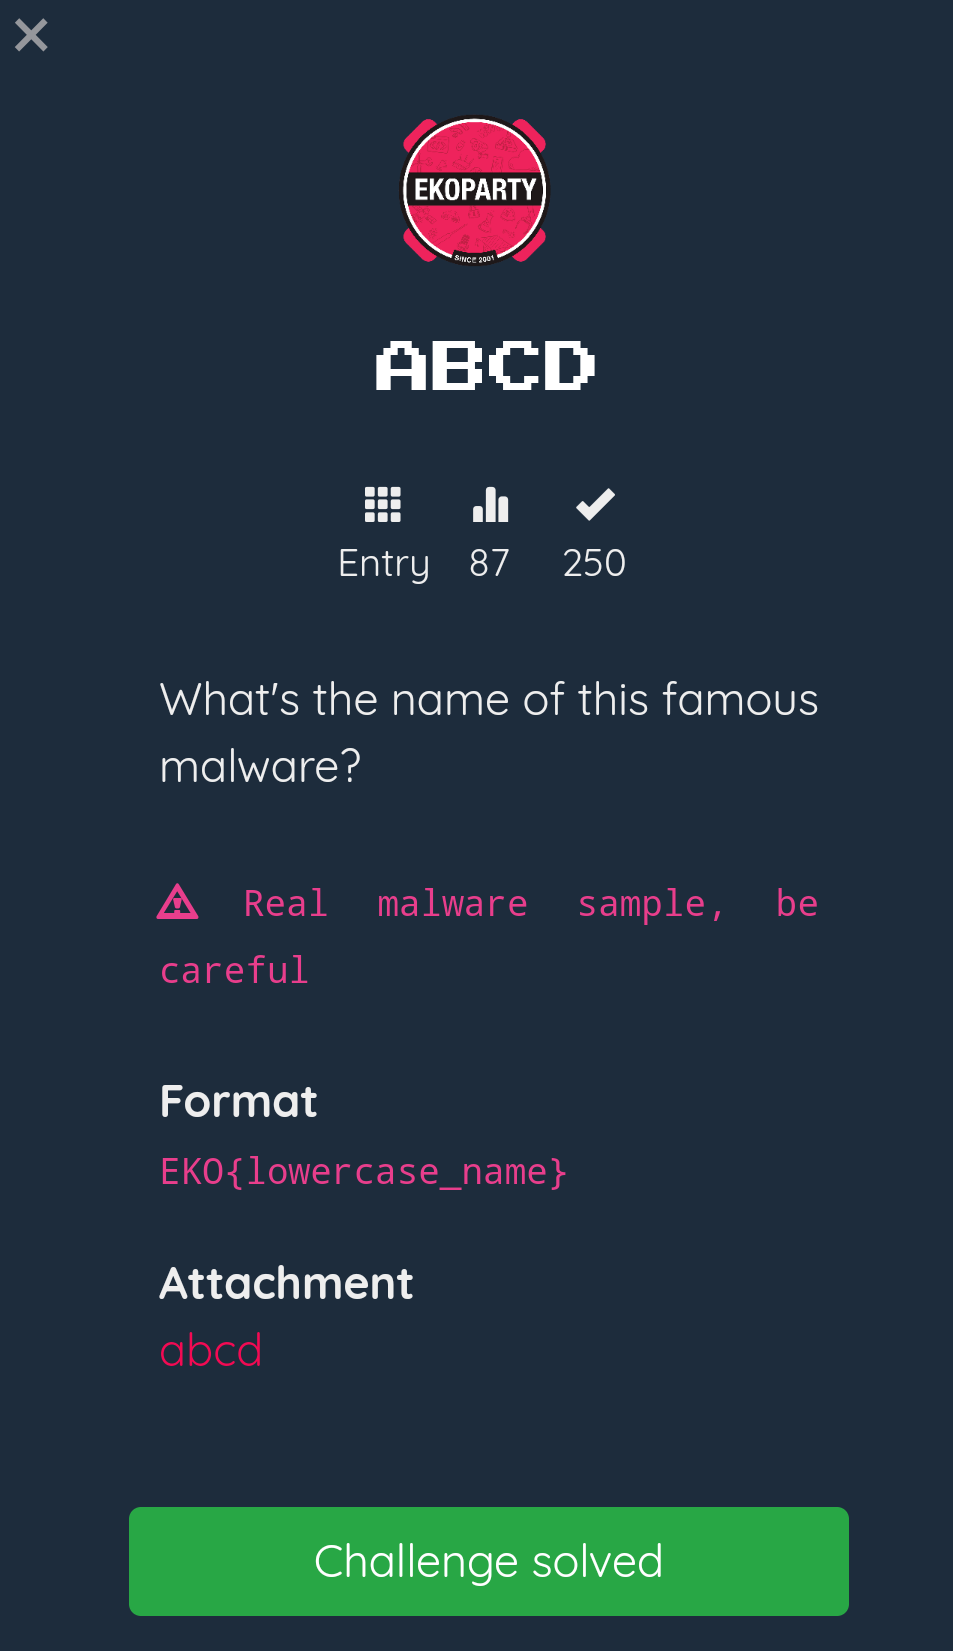 EKOPARTY
SINCE 2001
ABCD
Entry 87 250
What's the name of this famous
malware?
Real malware sample, be
careful
Format
EKO{lowercase_name}
Attachment
abcd
Challenge solved